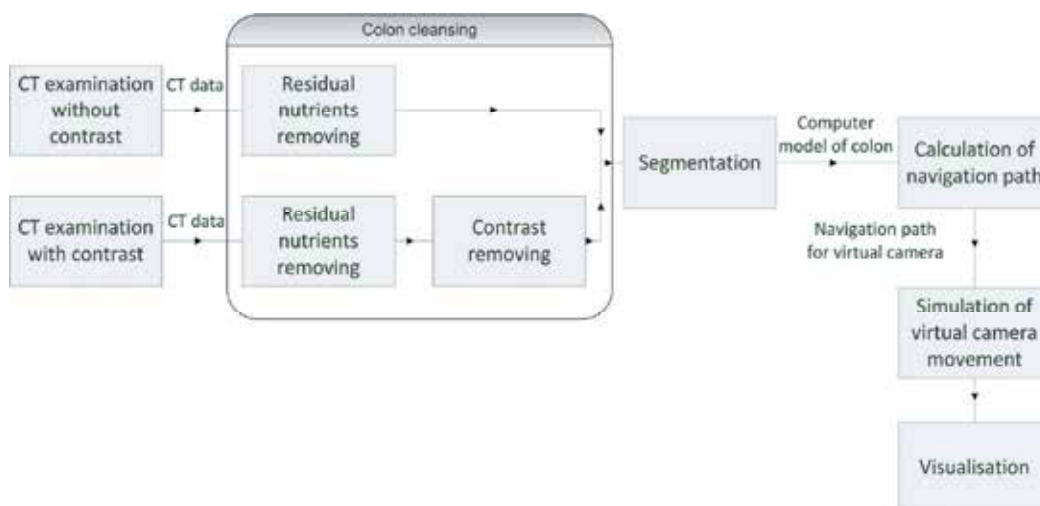 Colon cleansing
CT examination
without
contrast
CT data
Residual
nutrients
removing
CT examination
with contrast
CT data
Residual
nutrients
removing
Contrast
removing
Segmentation
Computer
model of colon
Calculation of
navigation path
Navigation path
for virtual camera
Simulation of
virtual camera
movement
Visualisation